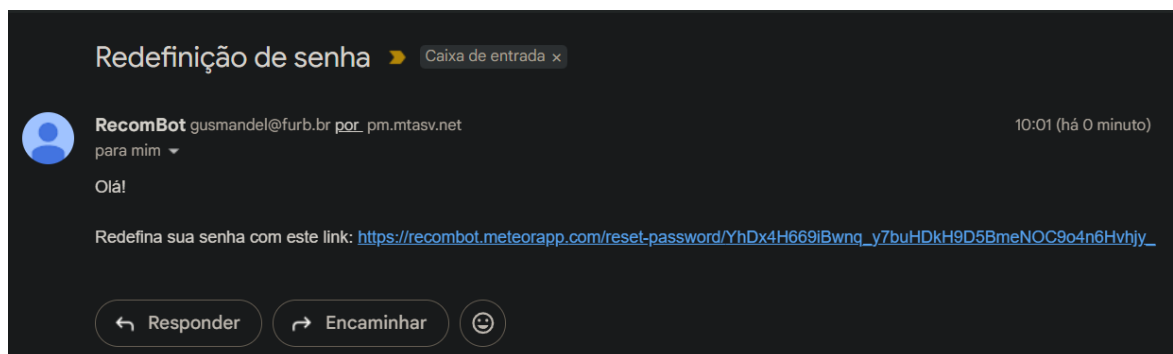 Redefinição de senha Caixa de entrada x
RecomBot gusmandel@furb.br por pm.mtasv.net 10:01 (há 0 minuto)
para mim
Olá!
Redefina sua senha com este link: https://recombot.meteorapp.com/reset-password/YhDx4H669iBwnq_y7buHDkH9D5BmeNOC9o4n6Hvhjy_
Responder Encaminhar